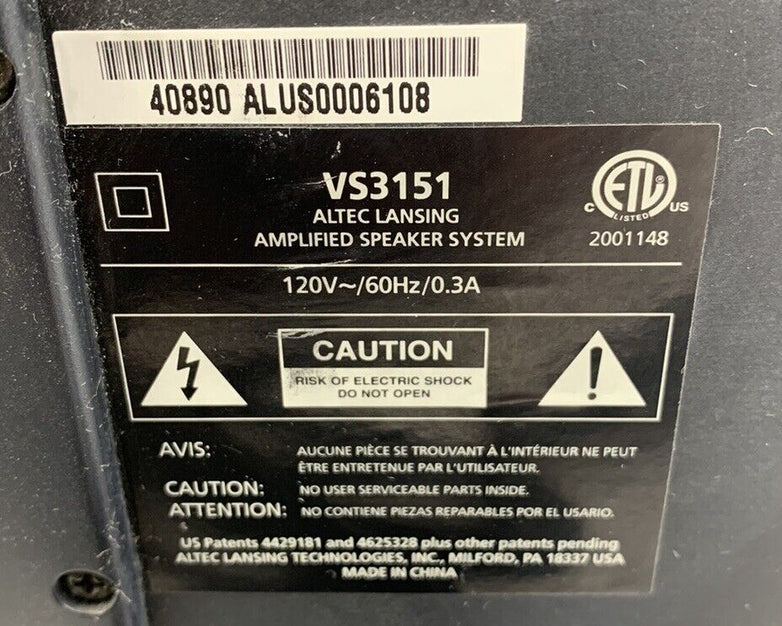 40890 ALUS0006108
VS3151
ALTEC LANSING
AMPLIFIED SPEAKER SYSTEM
C ETL ® US
LISTED
2001148
120V~/60Hz/0.3A
CAUTION
RISK OF ELECTRIC SHOCK
DO NOT OPEN
AVIS: AUCUNE PIÈCE SE TROUVANT À L'INTÉRIEUR NE PEUT
ÊTRE ENTRETENUE PAR L'UTILISATEUR.
CAUTION: NO USER SERVICEABLE PARTS INSIDE.
ATTENTION: NO CONTIENE PIEZAS REPARABLES POR EL USARIO.
US Patents 4429181 and 4625328 plus other patents pending
ALTEC LANSING TECHNOLOGIES, INC., MILFORD, PA 18337 USA
MADE IN CHINA